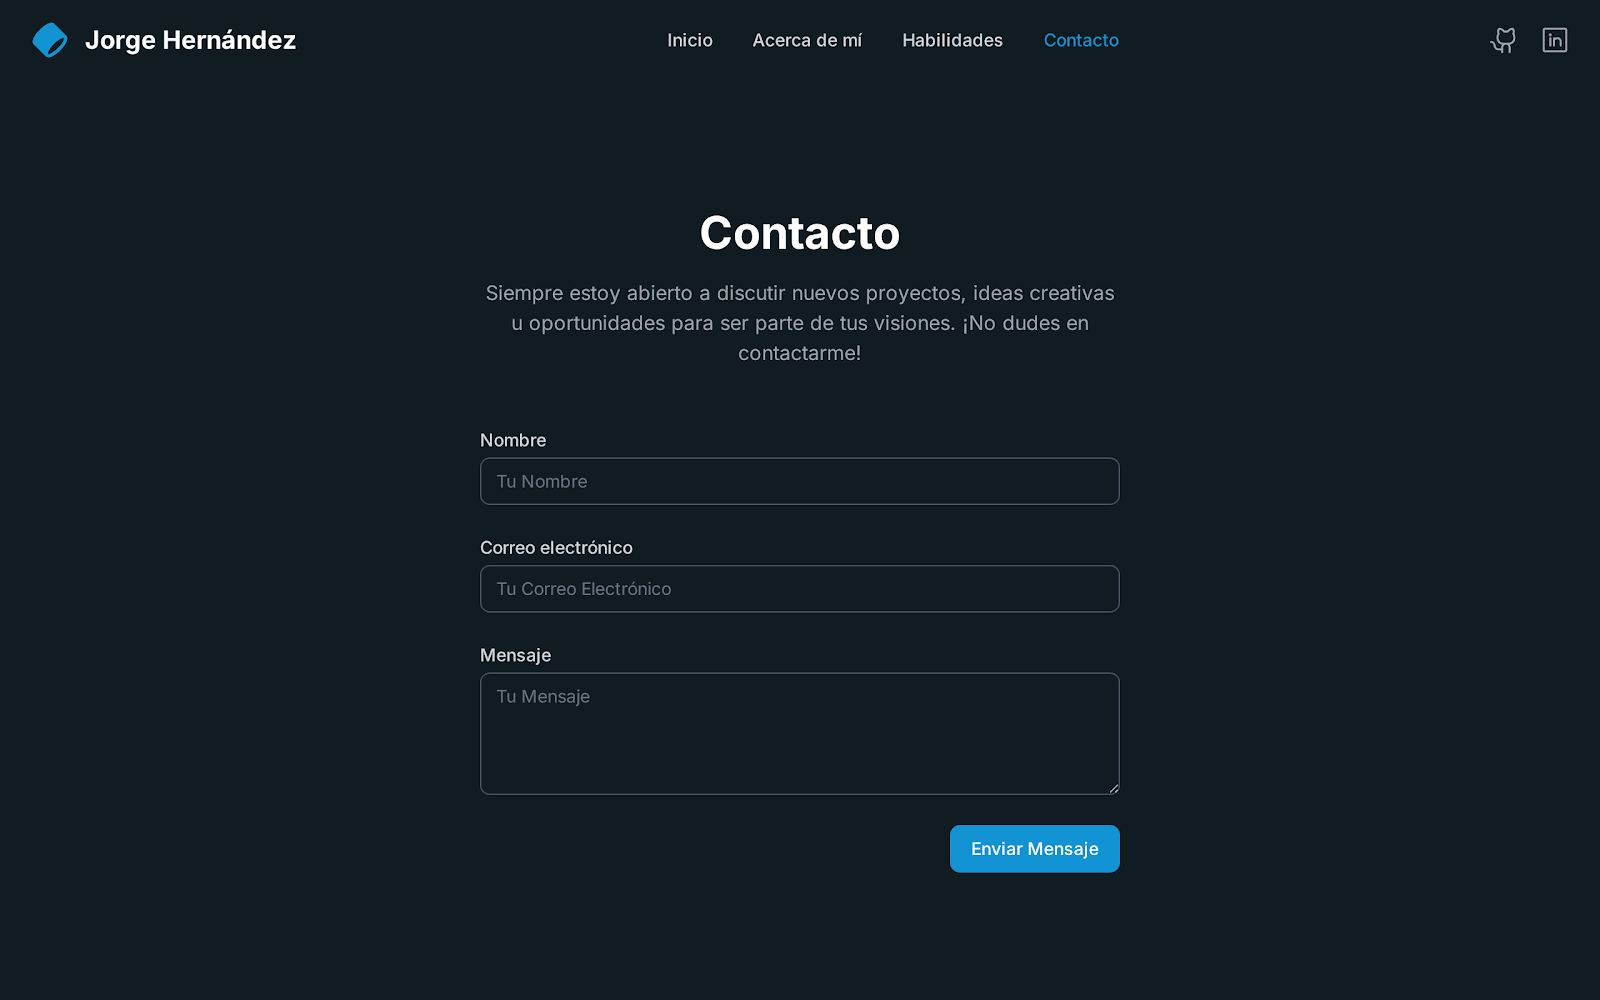 Jorge Hernández
Inicio
Acerca de mí
Habilidades
Contacto
in
Contacto
Siempre estoy abierto a discutir nuevos proyectos, ideas creativas
u oportunidades para ser parte de tus visiones. ¡No dudes en
contactarme!
Nombre
Tu Nombre
Correo electrónico
Tu Correo Electrónico
Mensaje
Tu Mensaje
Enviar Mensaje